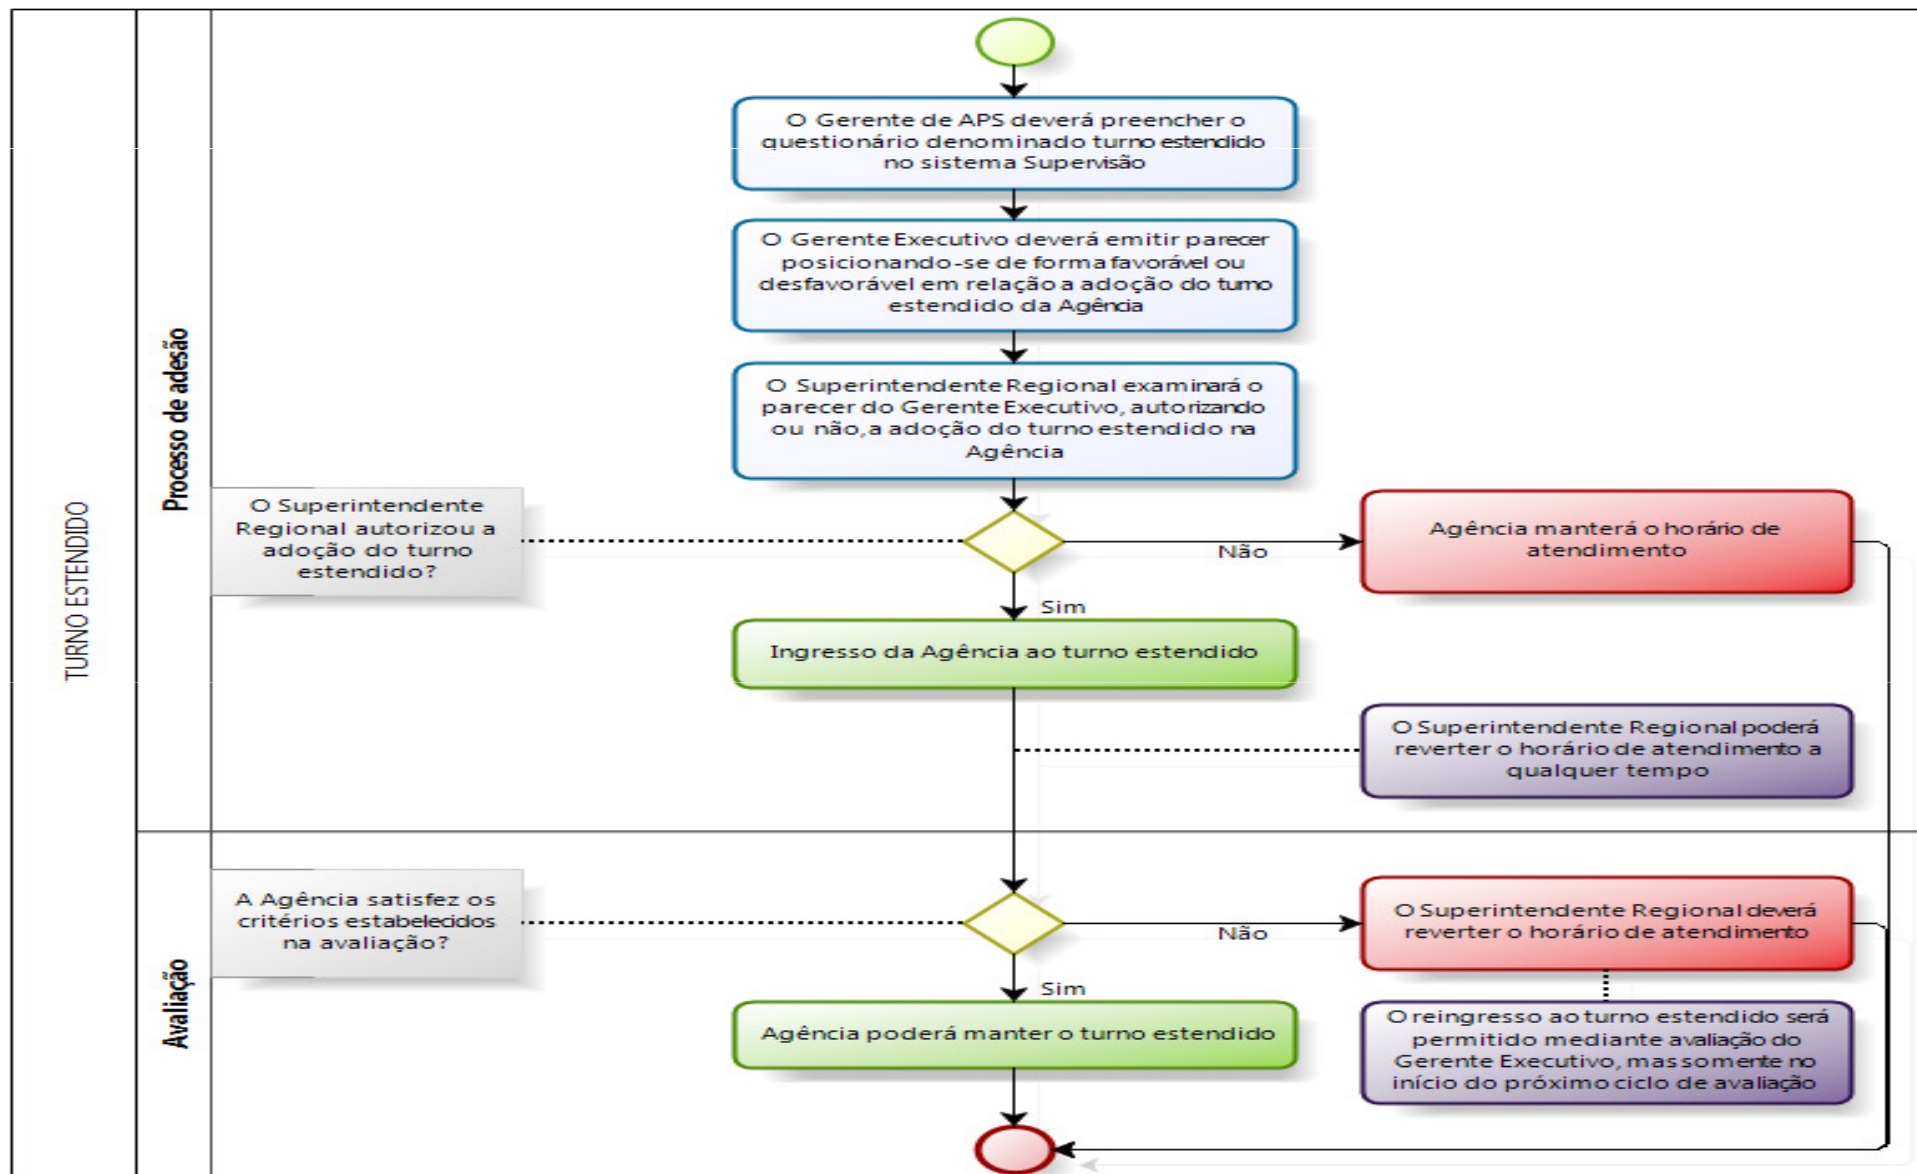 TURNO ESTENDIDO
Processo de adesão
O Gerente de APS deverá preencher o
questionário denominado turno estendido
no sistema Supervisão
O Gerente Executivo deverá emitir parecer
posicionando-se de forma favorável ou
desfavorável em relação a adoção do turno
estendido da Agência
O Superintendente Regional examinará o
parecer do Gerente Executivo, autorizando
ou não, a adoção do turno estendido na
Agência
O Superintendente
Regional autorizou a
adoção do turno
estendido?
Não
Agência manterá o horário de
atendimento
Sim
Ingresso da Agência ao turno estendido
O Superintendente Regional poderá
reverter o horário de atendimento a
qualquer tempo
Avaliação
A Agência satisfez os
critérios estabelecidos
na avaliação?
Não
O Superintendente Regional deverá
reverter o horário de atendimento
Sim
Agência poderá manter o turno estendido
O reingresso ao turno estendido será
permitido mediante avaliação do
Gerente Executivo, mas somente no
início do próximo ciclo de avaliação